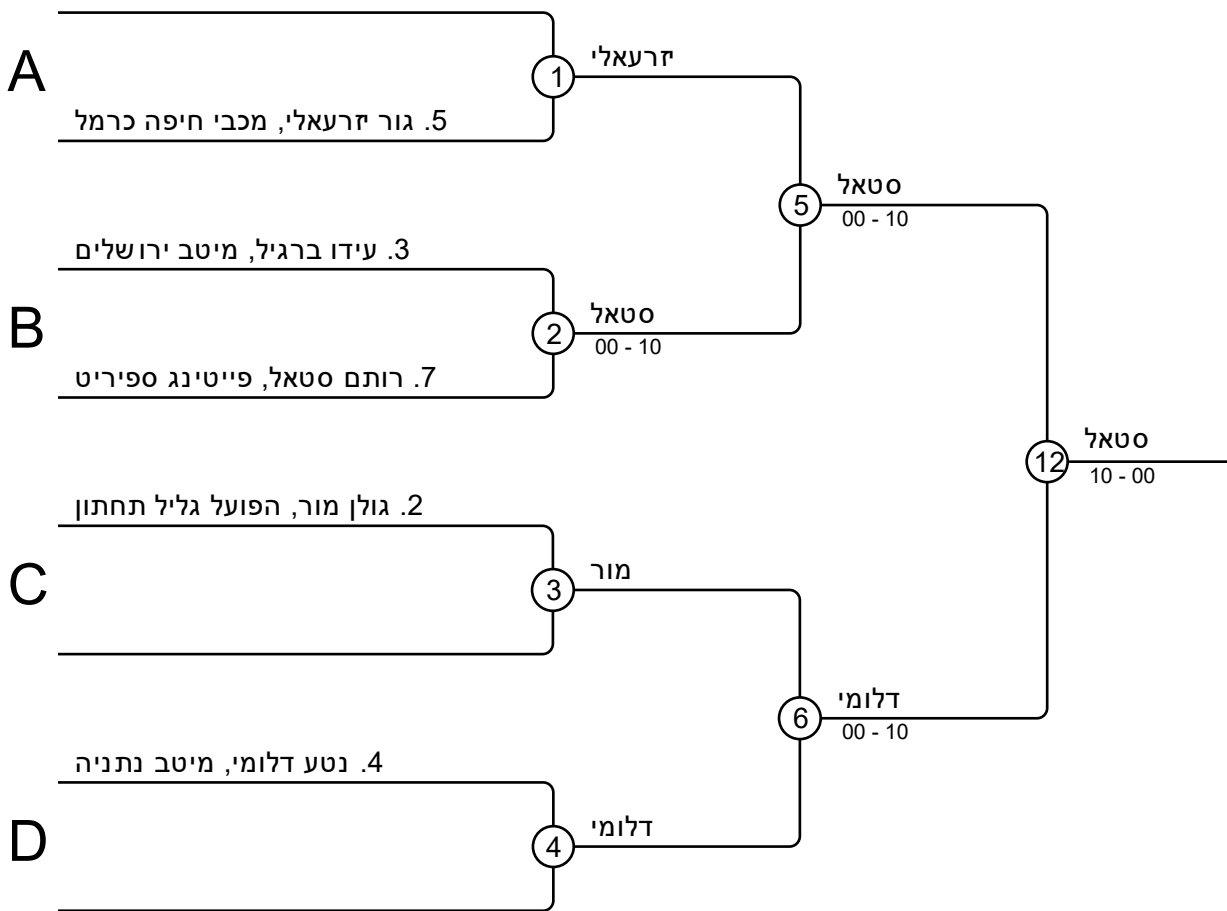 A
1
יזרעאלי
5. גור יזרעאלי, מכבי חיפה כרמל
5
סטאל
00 - 10
3. עידו ברגיל, מיטב ירושלים
B
2
סטאל
00 - 10
7. רותם סטאל, פייטינג ספיריט
12
סטאל
10 - 00
2. גולן מור, הפועל גליל תחתון
C
3
מור
6
דלומי
00 - 10
4. נטע דלומי, מיטב נתניה
D
4
דלומי